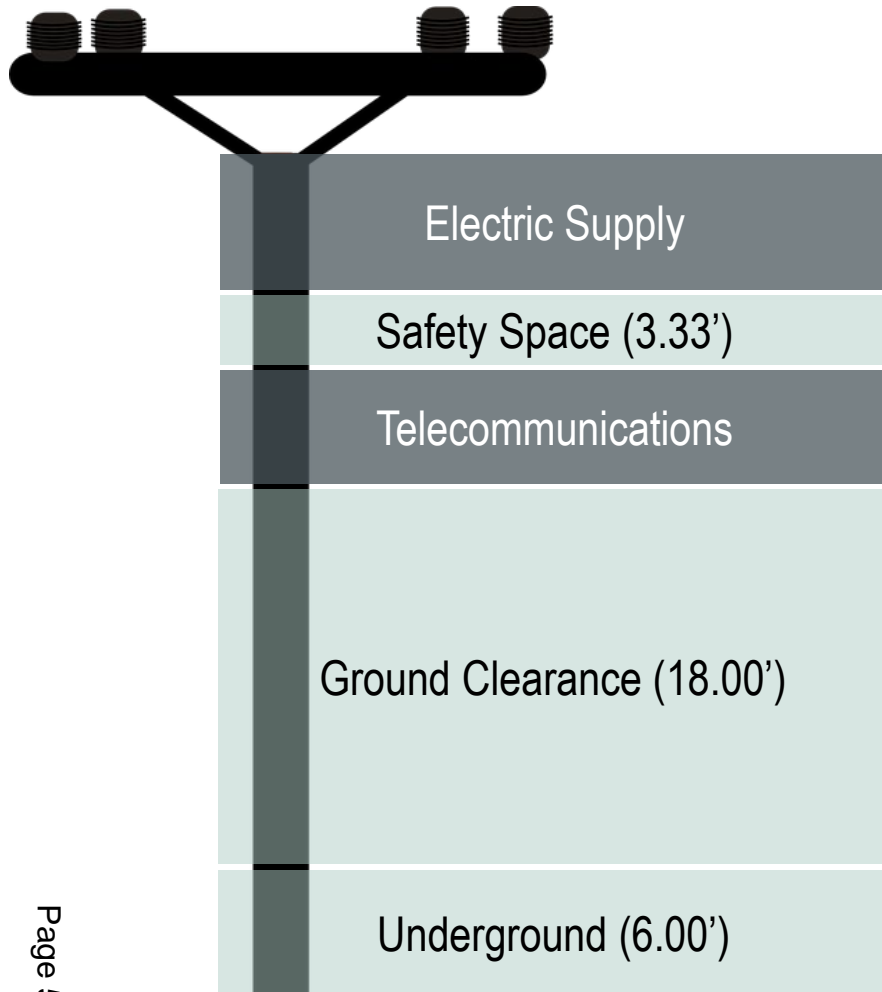 Electric Supply
Safety Space (3.33’)
Telecommunications
Ground Clearance (18.00’)
Underground (6.00’)
Page